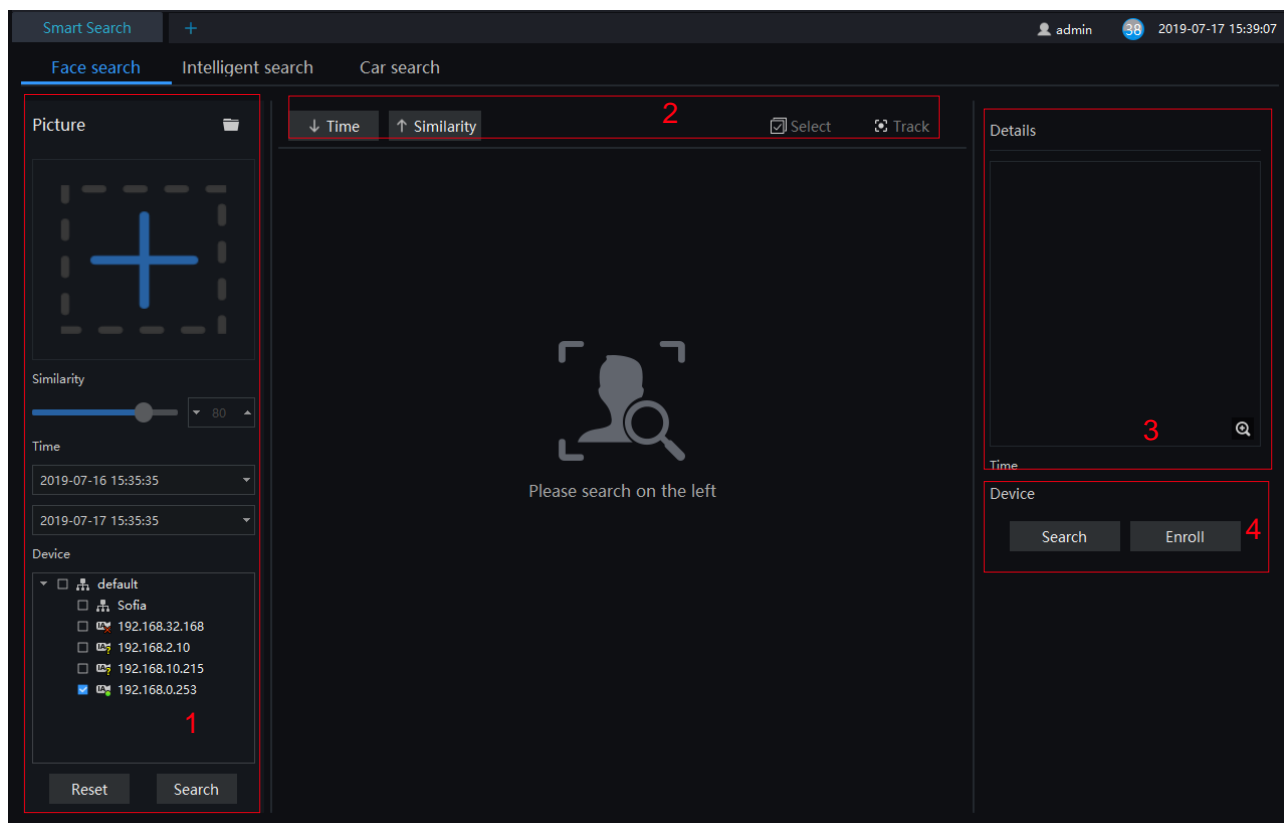 Smart Search + admin 38 2019-07-17 15:39:07
Face search Intelligent search Car search
Picture
Similarity
80
Time
2019-07-16 15:35:35
2019-07-17 15:35:35
Device
default
Sofia
192.168.32.168
192.168.2.10
192.168.10.215
192.168.0.253
1
Reset Search
↓ Time ↑ Similarity 2 Select Track
Please search on the left
Details
3
Time
Device
Search Enroll 4